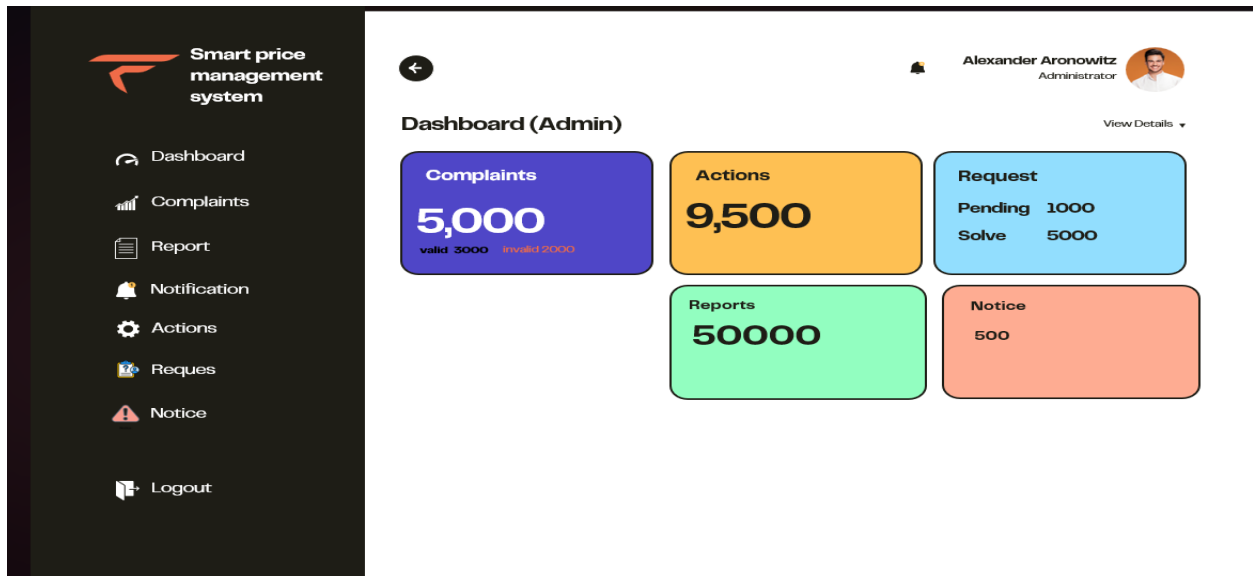 Smart price
management
system
Dashboard
Complaints
Report
Notification
Actions
Reques
Notice
Logout
Alexander Aronowitz
Administrator
Dashboard (Admin)
View Details
Complaints
5,000
valid 3000 invalid 2000
Actions
9,500
Request
Pending 1000
Solve 5000
Reports
50000
Notice
500